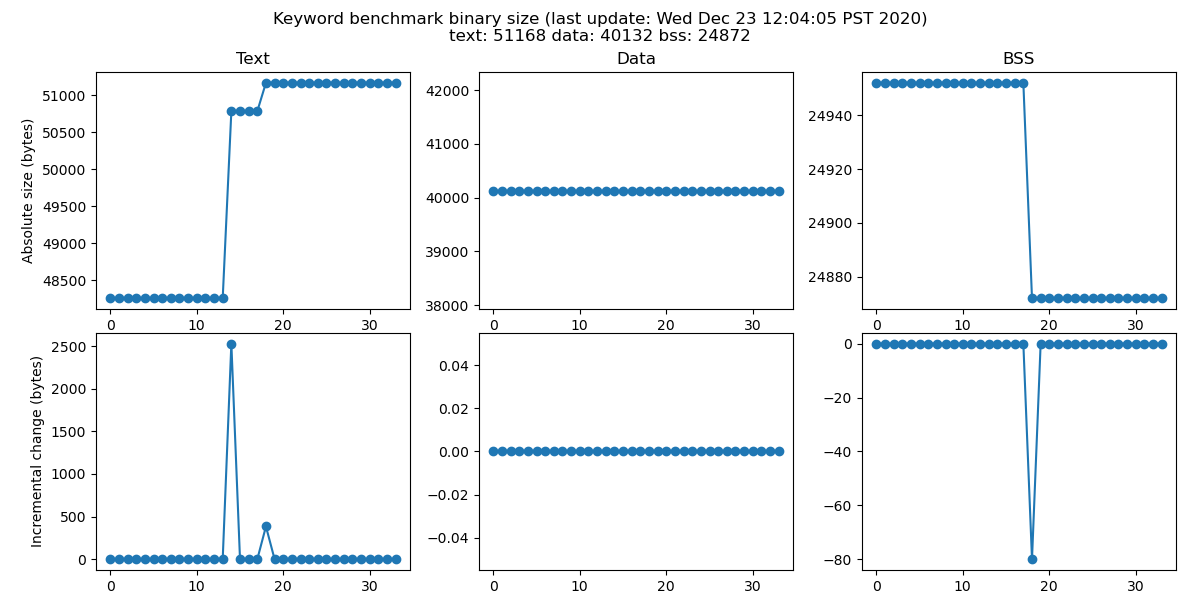 Keyword benchmark binary size (last update: Wed Dec 23 12:04:05 PST 2020)
text: 51168 data: 40132 bss: 24872
Text
Absolute size (bytes)
51000
50500
50000
49500
49000
48500
0 10 20 30
Data
42000
41000
40000
39000
38000
0 10 20 30
BSS
24940
24920
24900
24880
0 10 20 30
Incremental change (bytes)
2500
2000
1500
1000
500
0
0 10 20 30
0.04
0.02
0.00
−0.02
−0.04
0 10 20 30
0
−20
−40
−60
−80
0 10 20 30